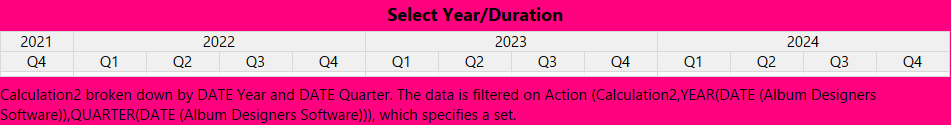 Select Year/Duration
2021 2022 2023 2024
Q4 Q1 Q2 Q3 Q4 Q1 Q2 Q3 Q4 Q1 Q2 Q3 Q4
Calculation2 broken down by DATE Year and DATE Quarter. The data is filtered on Action (Calculation2,YEAR(DATE (Album Designers
Software)),QUARTER(DATE (Album Designers Software))), which specifies a set.